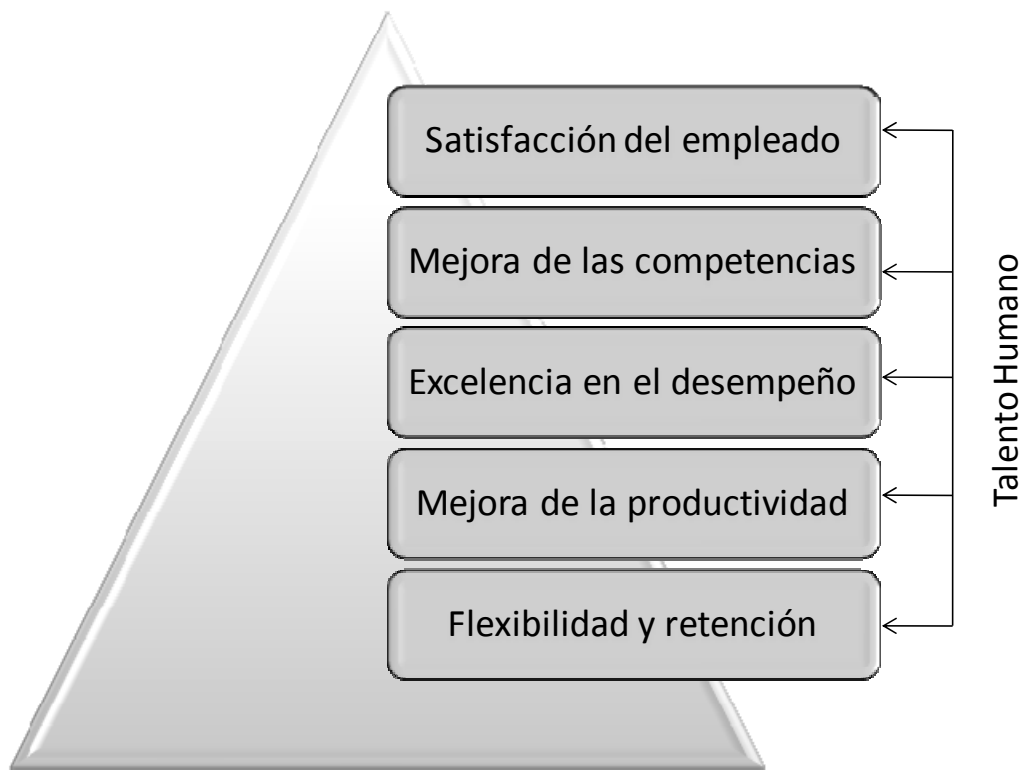 Satisfacción del empleado
Mejora de las competencias
Excelencia en el desempeño
Mejora de la productividad
Flexibilidad y retención
Talento Humano